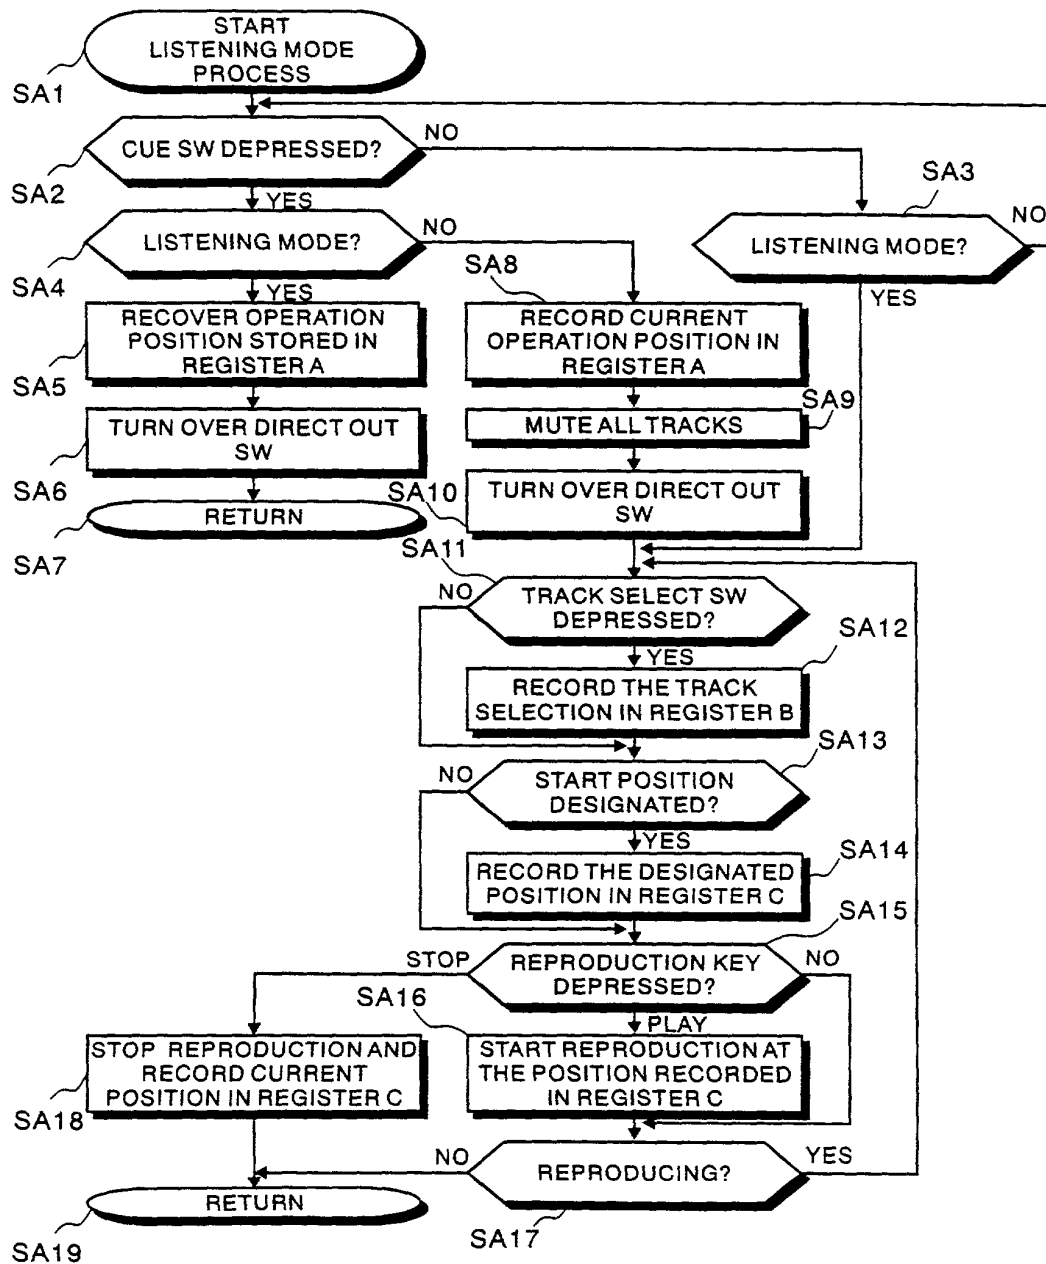 START
LISTENING MODE
PROCESS
SA1
CUE SW DEPRESSED?
NO
SA2
YES
SA3
LISTENING MODE?
NO
LISTENING MODE?
NO
SA4
YES
YES
SA8
RECOVER OPERATION
POSITION STORED IN
REGISTER A
SA5
RECORD CURRENT
OPERATION POSITION IN
REGISTER A
SA9
TURN OVER DIRECT OUT
SW
SA6
MUTE ALL TRACKS
SA10
TURN OVER DIRECT OUT
SW
RETURN
SA7
SA11
NO
TRACK SELECT SW
DEPRESSED?
YES
SA12
RECORD THE TRACK
SELECTION IN REGISTER B
SA13
NO
START POSITION
DESIGNATED?
YES
SA14
RECORD THE DESIGNATED
POSITION IN REGISTER C
SA15
STOP
REPRODUCTION KEY
DEPRESSED?
NO
SA16
PLAY
STOP REPRODUCTION AND
RECORD CURRENT
POSITION IN REGISTER C
SA18
START REPRODUCTION AT
THE POSITION RECORDED
IN REGISTER C
NO
REPRODUCING?
YES
RETURN
SA17
SA19